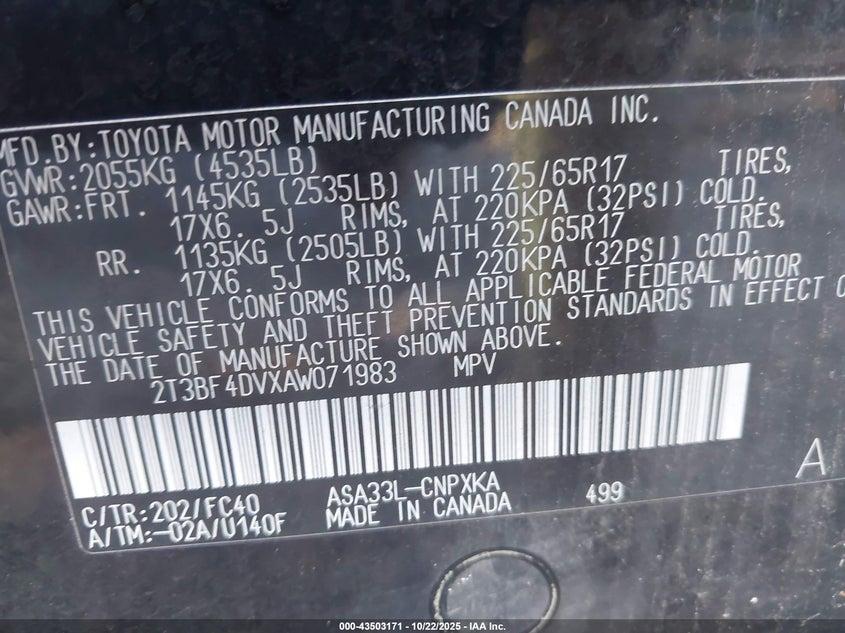 MFD.BY:TOYOTA MOTOR MANUFACTURING CANADA INC.
GVWR:2055KG (4535LB)
GAWR:FRT. 1145KG (2535LB) WITH 225/65R17 TIRES,
17X6. 5J RIMS, AT 220KPA (32PSI) COLD.
RR. 1135KG (2505LB) WITH 225/65R17 TIRES,
17X6. 5J RIMS, AT 220KPA (32PSI) COLD.
THIS VEHICLE CONFORMS TO ALL APPLICABLE FEDERAL MOTOR
VEHICLE SAFETY AND THEFT PREVENTION STANDARDS IN EFFECT O
THE DATE OF MANUFACTURE SHOWN ABOVE.
2T3BF4DVXAW071983 MPV
A
C/TR:202/FC40 ASA33L-CNPXKA 499
A/TM:-02A/U140F MADE IN CANADA
000-43503171 - 10/22/2025 - IAA Inc.